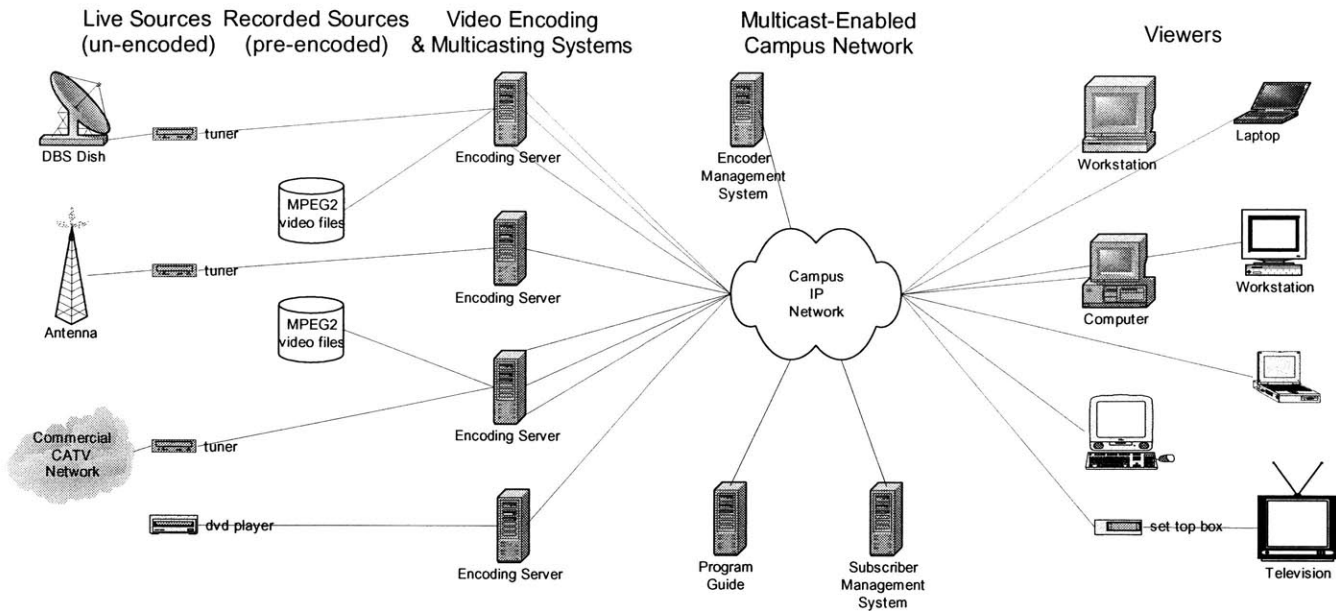 Live Sources
(un-encoded)
Recorded Sources
(pre-encoded)
Video Encoding
& Multicasting Systems
Multicast-Enabled
Campus Network
Viewers
DBS Dish
tuner
Encoding Server
MPEG2
video files
Encoder
Management
System
Workstation
Laptop
Antenna
tuner
Encoding Server
MPEG2
video files
Campus
IP
Network
Computer
Workstation
Commercial
CATV
Network
tuner
Encoding Server
dvd player
Encoding Server
Program
Guide
Subscriber
Management
System
set top box
Television